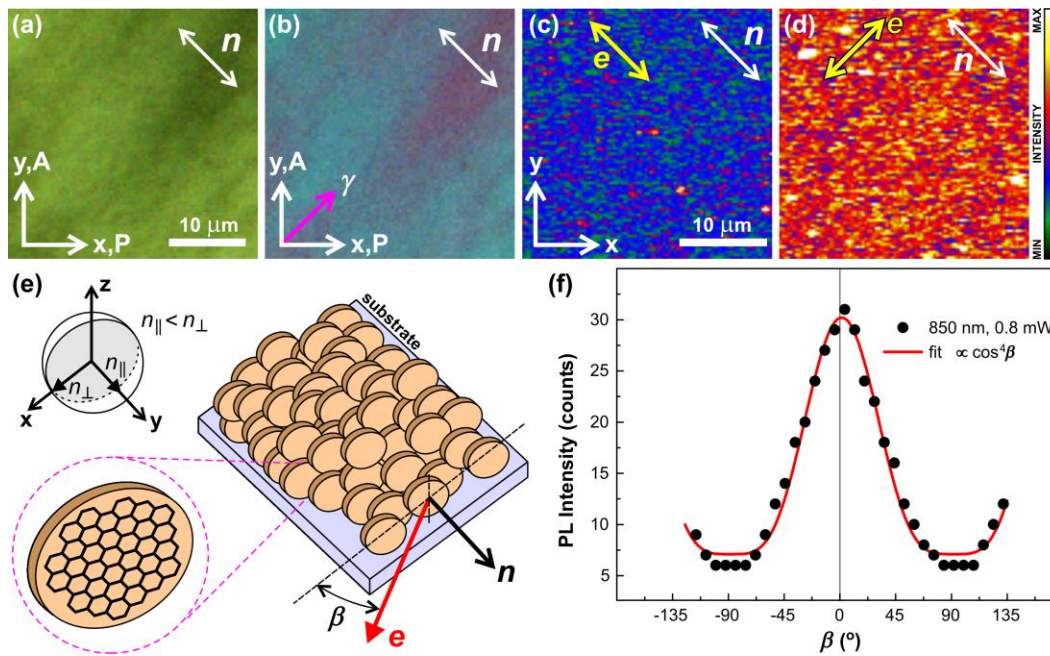 (a)
n
y,A
x,P
10 μm
(b)
n
y,A
γ
x,P
(c)
e
n
y
x
10 μm
(d)
e
n
MAX
INTENSITY
MIN
(e)
z
n∥ < n⊥
n∥
n⊥
x
y
substrate
n
β
e
(f)
PL Intensity (counts)
30
25
20
15
10
5
850 nm, 0.8 mW
fit ∝ cos⁴β
-135 -90 -45 0 45 90 135
β (º)